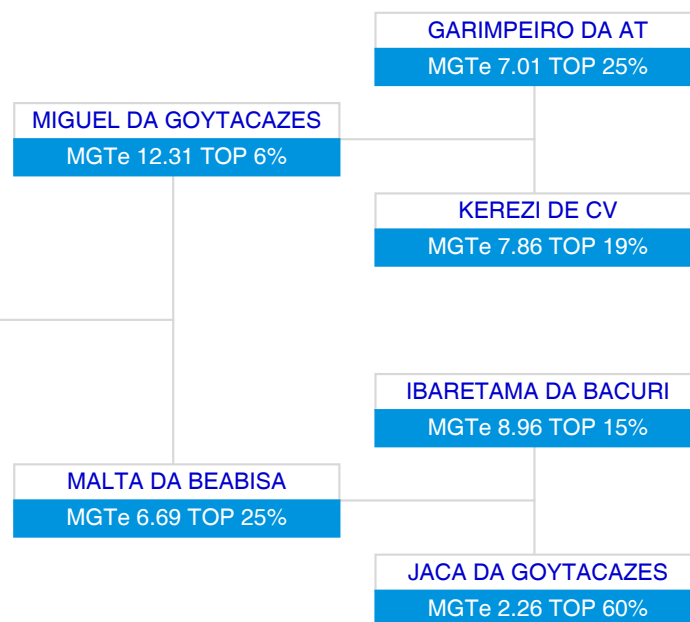 GARIMPEIRO DA AT
MGTe 7.01 TOP 25%
MIGUEL DA GOYTACAZES
MGTe 12.31 TOP 6%
KEREZI DE CV
MGTe 7.86 TOP 19%
IBARETAMA DA BACURI
MGTe 8.96 TOP 15%
MALTA DA BEABISA
MGTe 6.69 TOP 25%
JACA DA GOYTACAZES
MGTe 2.26 TOP 60%